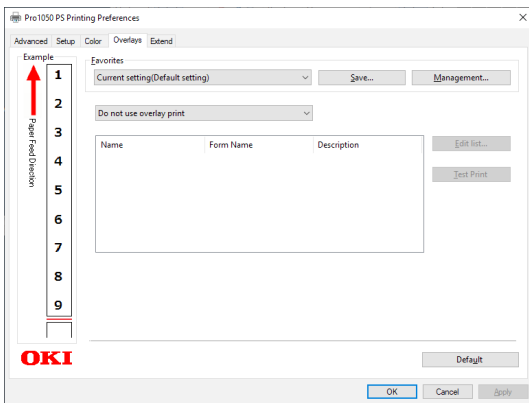 Pro1050 PS Printing Preferences
Advanced Setup Color Overlays Extend
Example
Favorites
Current setting(Default setting)
Save...
Management...
Do not use overlay print
Name Form Name Description
Edit list...
Test Print
Paper Feed Direction
1
2
3
4
5
6
7
8
9
OKI
Default
OK Cancel Apply